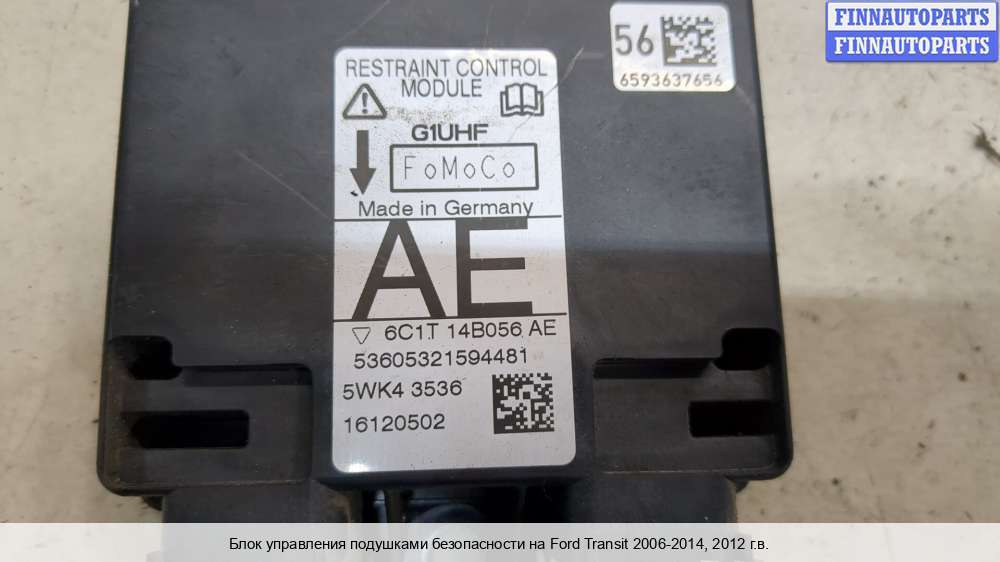 FINNAUTOPARTS
FINNAUTOPARTS
56
6593637656
RESTRAINT CONTROL
MODULE
G1UHF
FoMoCo
Made in Germany
AE
6C1T 14B056 AE
53605321594481
5WK4 3536
16120502
Блок управления подушками безопасности на Ford Transit 2006-2014, 2012 г.в.